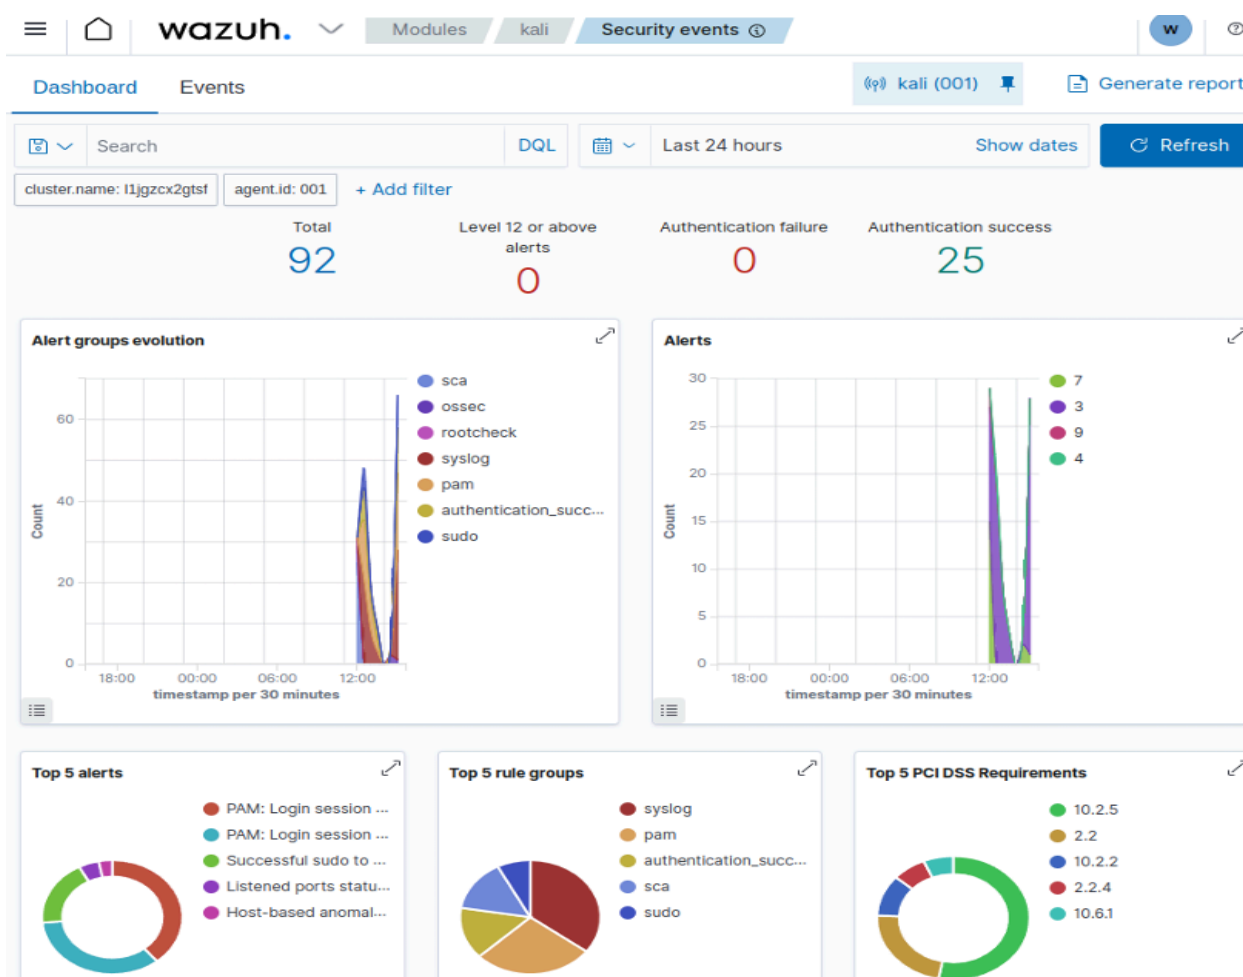 wazuh. Modules kali Security events w
Dashboard Events kali (001) Generate report
Search DQL Last 24 hours Show dates Refresh
cluster.name: l1jgzcx2gtsf agent.id: 001 + Add filter
Total
92
Level 12 or above
alerts
0
Authentication failure
0
Authentication success
25
Alert groups evolution
60
40
20
0
Count
18:00 00:00 06:00 12:00
timestamp per 30 minutes
sca
ossec
rootcheck
syslog
pam
authentication_succ...
sudo
Alerts
30
25
20
15
10
5
0
Count
18:00 00:00 06:00 12:00
timestamp per 30 minutes
7
3
9
4
Top 5 alerts
PAM: Login session ...
PAM: Login session ...
Successful sudo to ...
Listened ports statu...
Host-based anomal...
Top 5 rule groups
syslog
pam
authentication_succ...
sca
sudo
Top 5 PCI DSS Requirements
10.2.5
2.2
10.2.2
2.2.4
10.6.1